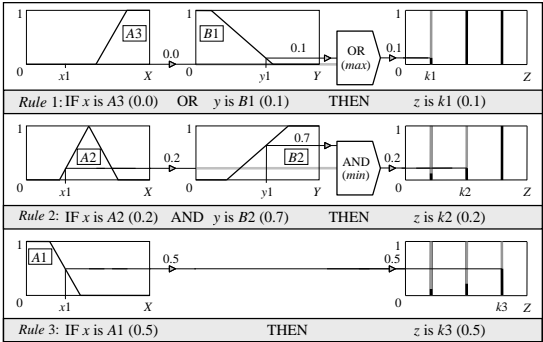 1 A3 1 B1 1
0.0 0.1 OR (max) 0.1
0 x1 X 0 y1 Y 0 k1 Z
Rule 1: IF x is A3 (0.0) OR y is B1 (0.1) THEN z is k1 (0.1)
1 A2 1 0.7 B2 1
0.2 AND (min) 0.2
0 x1 X 0 y1 Y 0 k2 Z
Rule 2: IF x is A2 (0.2) AND y is B2 (0.7) THEN z is k2 (0.2)
1 A1 1
0.5 0.5
0 x1 X 0 k3 Z
Rule 3: IF x is A1 (0.5) THEN z is k3 (0.5)